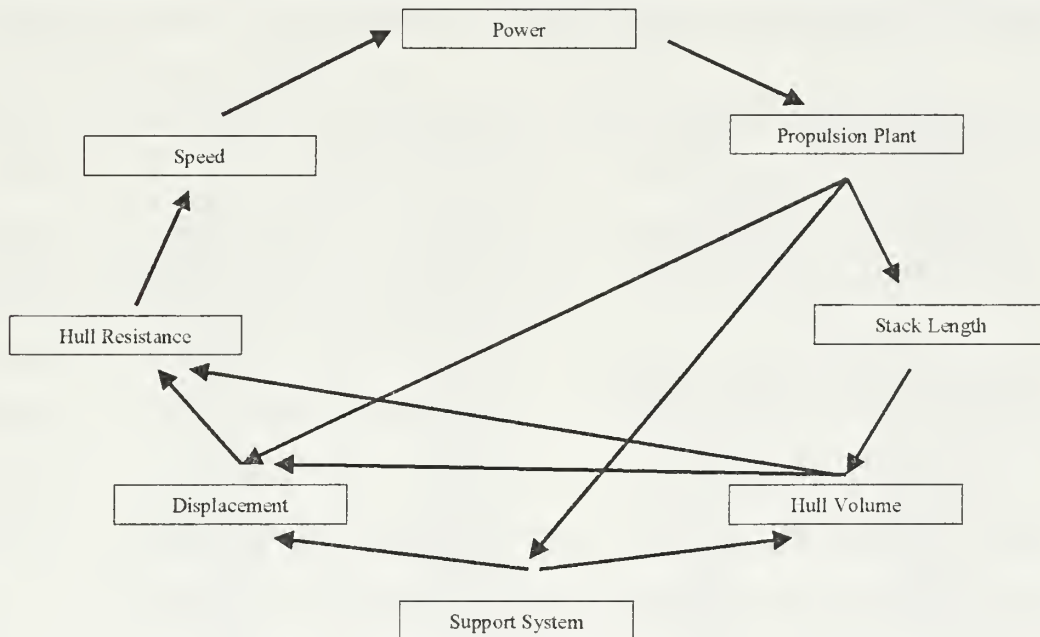 Power
Propulsion Plant
Speed
Hull Resistance
Stack Length
Displacement
Hull Volume
Support System